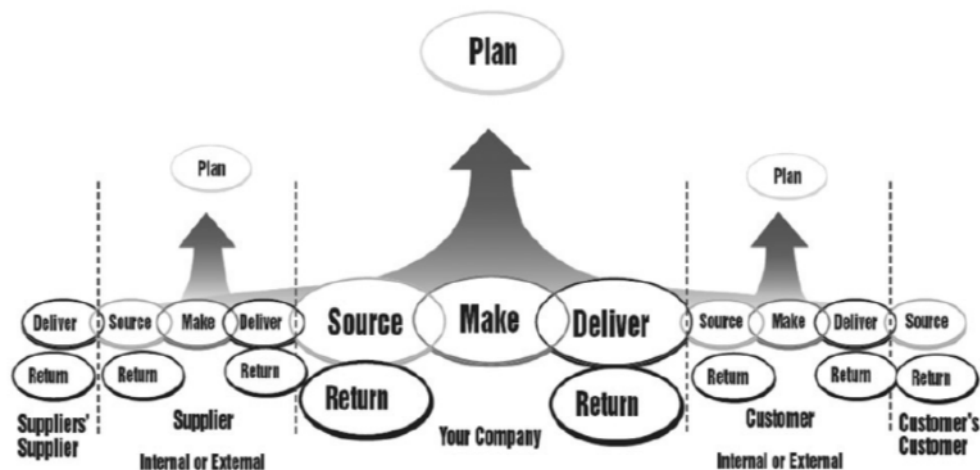 Plan
Plan
Plan
Deliver Source Make Deliver Source Make Deliver Source Make Deliver Source
Return Return Return Return Return Return Return Return
Suppliers' Supplier
Supplier
Your Company
Customer
Customer's Customer
Internal or External
Internal or External